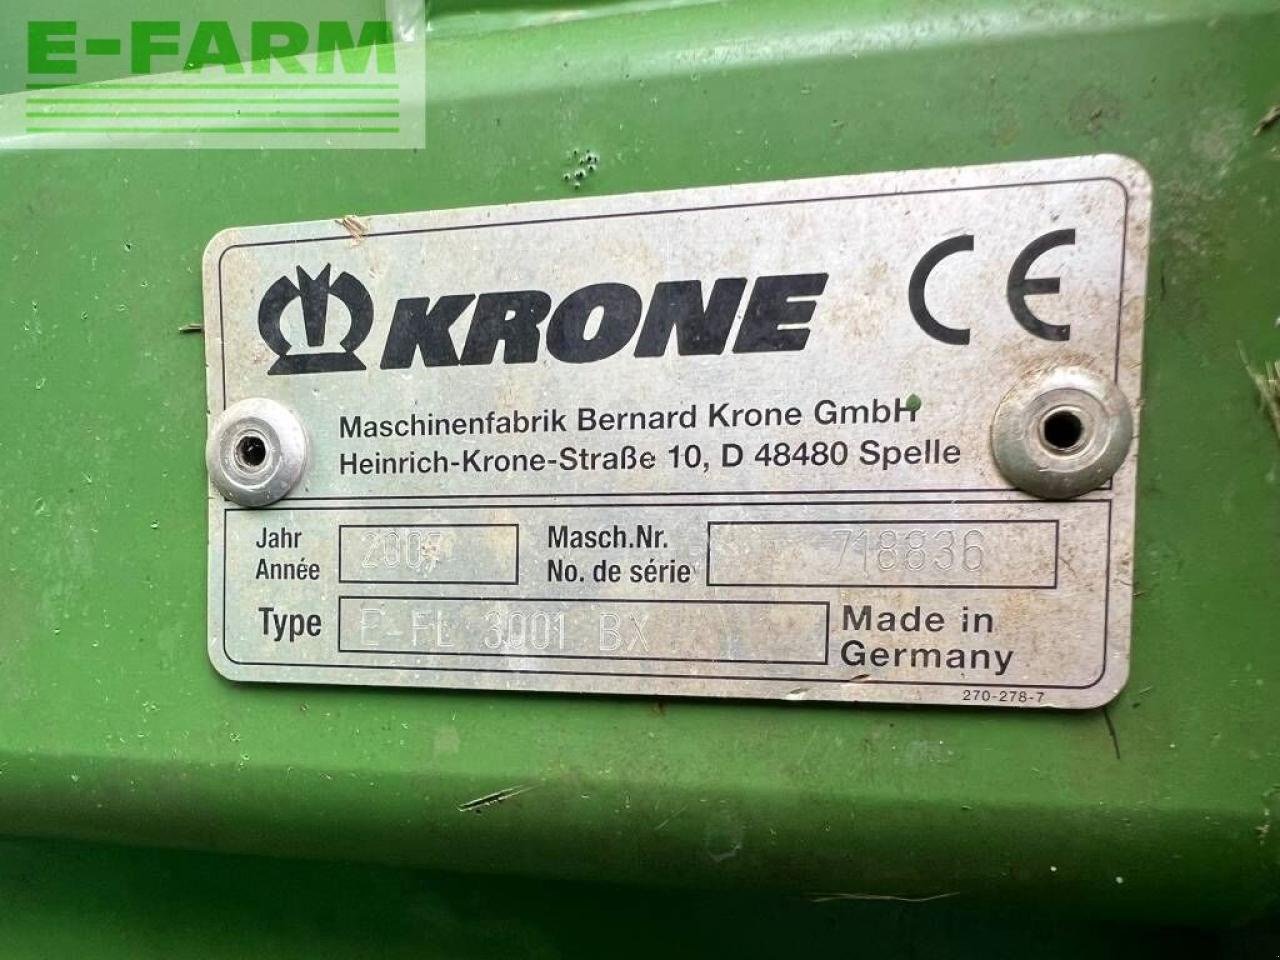 E-FARM
KRONE CE
Maschinenfabrik Bernard Krone GmbH
Heinrich-Krone-Straße 10, D 48480 Spelle
Jahr
Année
2007
Masch.Nr.
No. de série
718836
Type
E-FL 3001 BX
Made in
Germany
270-278-7